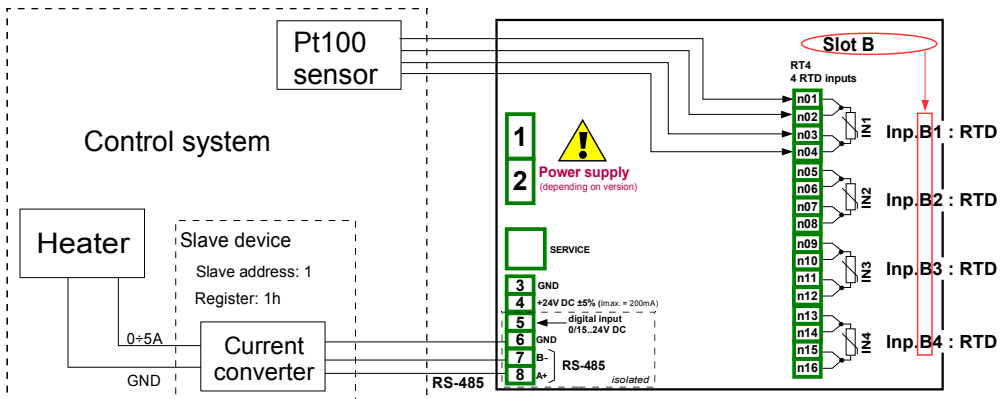 Control system
Pt100
sensor
Heater
0÷5A
GND
Slave device
Slave address: 1
Register: 1h
Current
converter
RS-485
1
2
Power supply
(depending on version)
SERVICE
3 GND
4 +24V DC ±5% (Imax. = 200mA)
5 digital input
0/15..24V DC
6 GND
7 B-
8 A+
RS-485
isolated
Slot B
RT4
4 RTD inputs
n01
n02
n03
n04
IN1
Inp.B1 : RTD
n05
n06
n07
n08
IN2
Inp.B2 : RTD
n09
n10
n11
n12
IN3
Inp.B3 : RTD
n13
n14
n15
n16
IN4
Inp.B4 : RTD